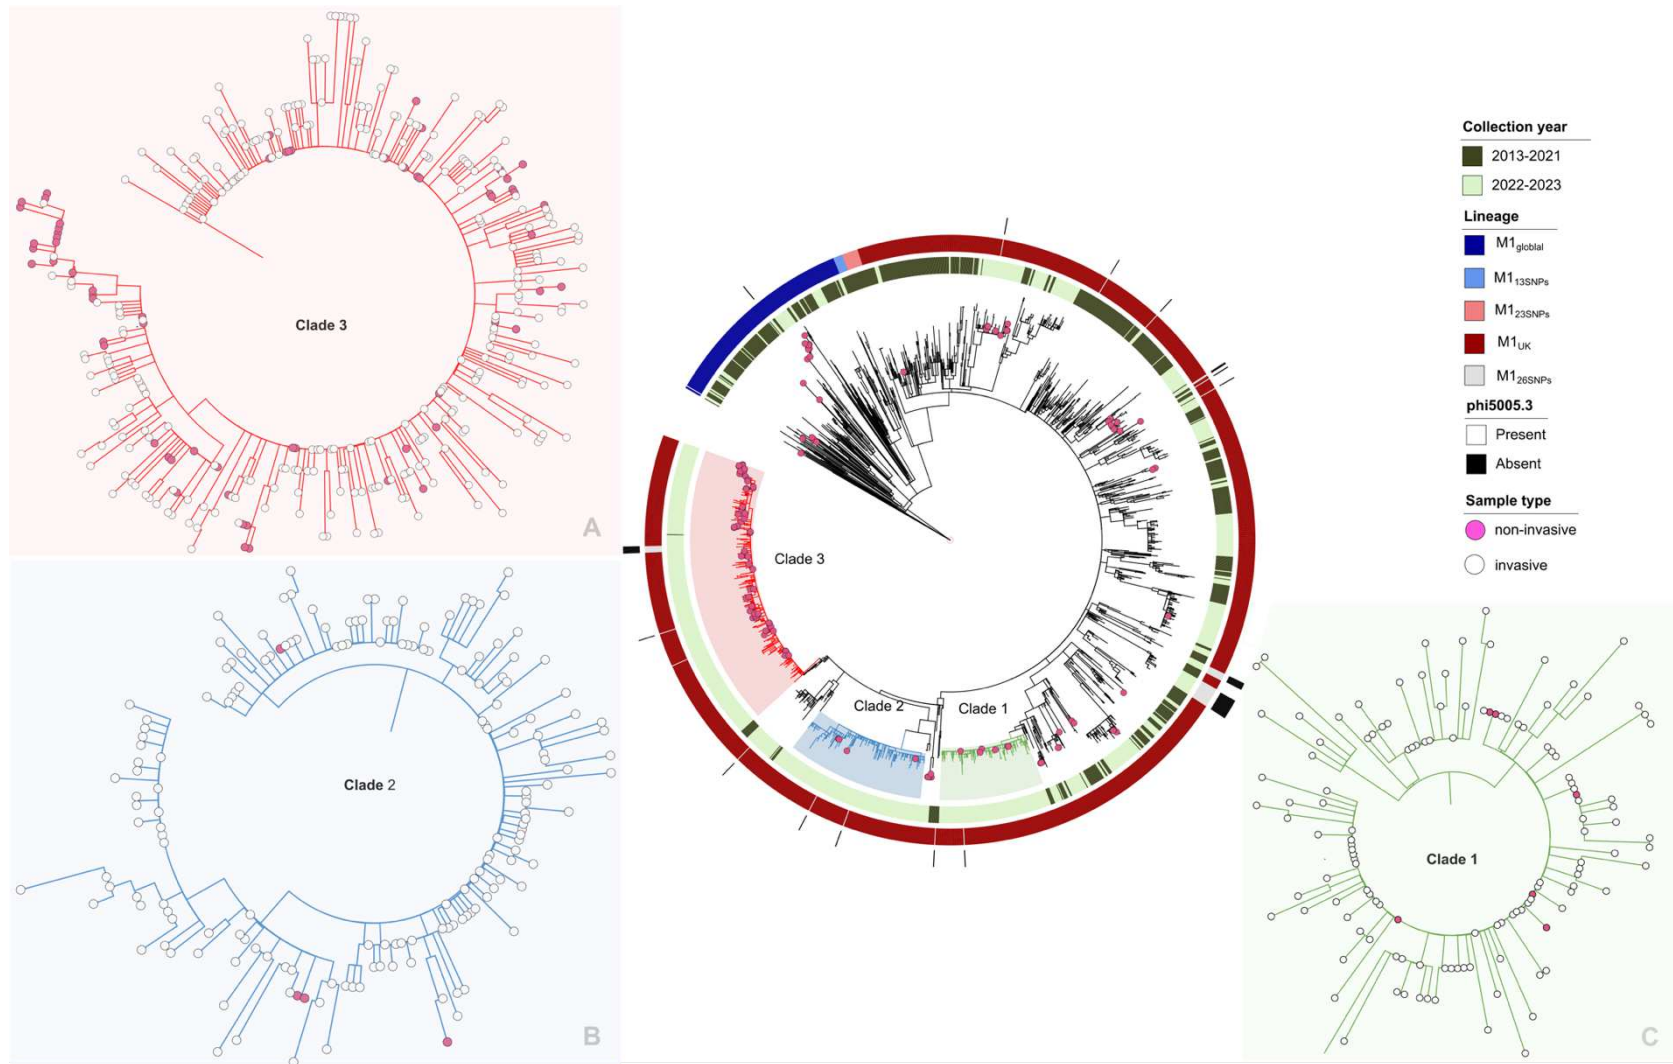 Clade 3
A
Clade 2
B
Clade 3
Clade 2
Clade 1
Collection year
2013-2021
2022-2023
Lineage
M1globlal
M113SNPs
M123SNPs
M1UK
M126SNPs
phi5005.3
Present
Absent
Sample type
non-invasive
invasive
Clade 1
C